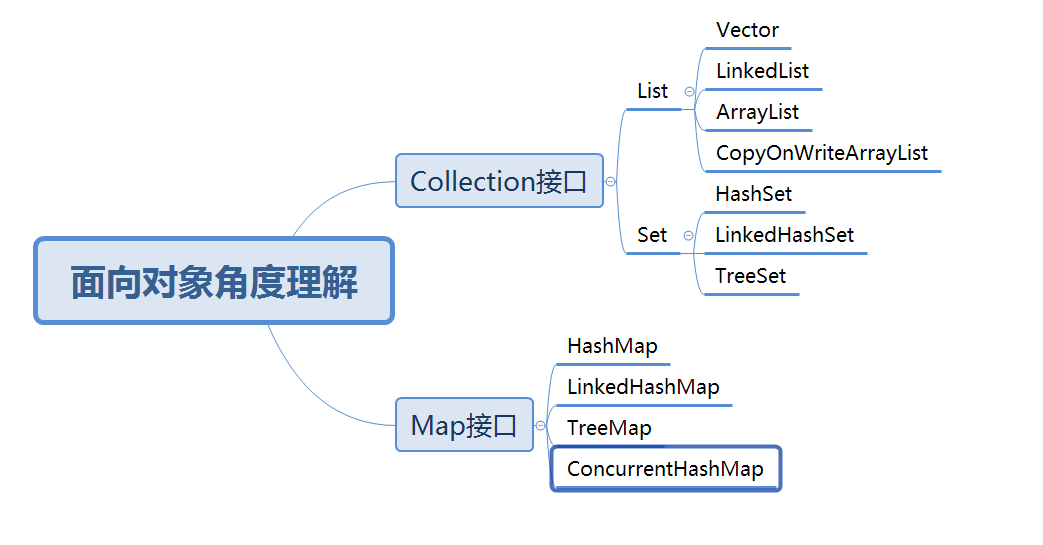 面向对象角度理解
Collection接口
List
Vector
LinkedList
ArrayList
CopyOnWriteArrayList
Set
HashSet
LinkedHashSet
TreeSet
Map接口
HashMap
LinkedHashMap
TreeMap
ConcurrentHashMap